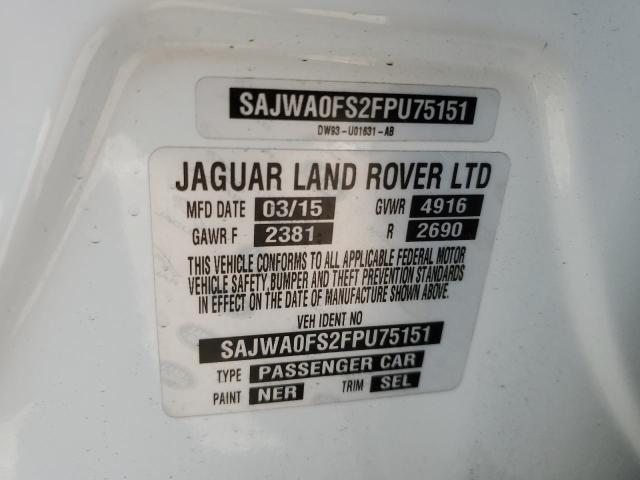 SAJWA0FS2FPU75151
DW93-U01631-AB
JAGUAR LAND ROVER LTD
MFD DATE 03/15 GVWR 4916
GAWR F 2381 R 2690
THIS VEHICLE CONFORMS TO ALL APPLICABLE FEDERAL MOTOR
VEHICLE SAFETY,BUMPER AND THEFT PREVENTION STANDARDS
IN EFFECT ON THE DATE OF MANUFACTURE SHOWN ABOVE.
VEH IDENT NO
SAJWA0FS2FPU75151
TYPE PASSENGER CAR
PAINT NER TRIM SEL